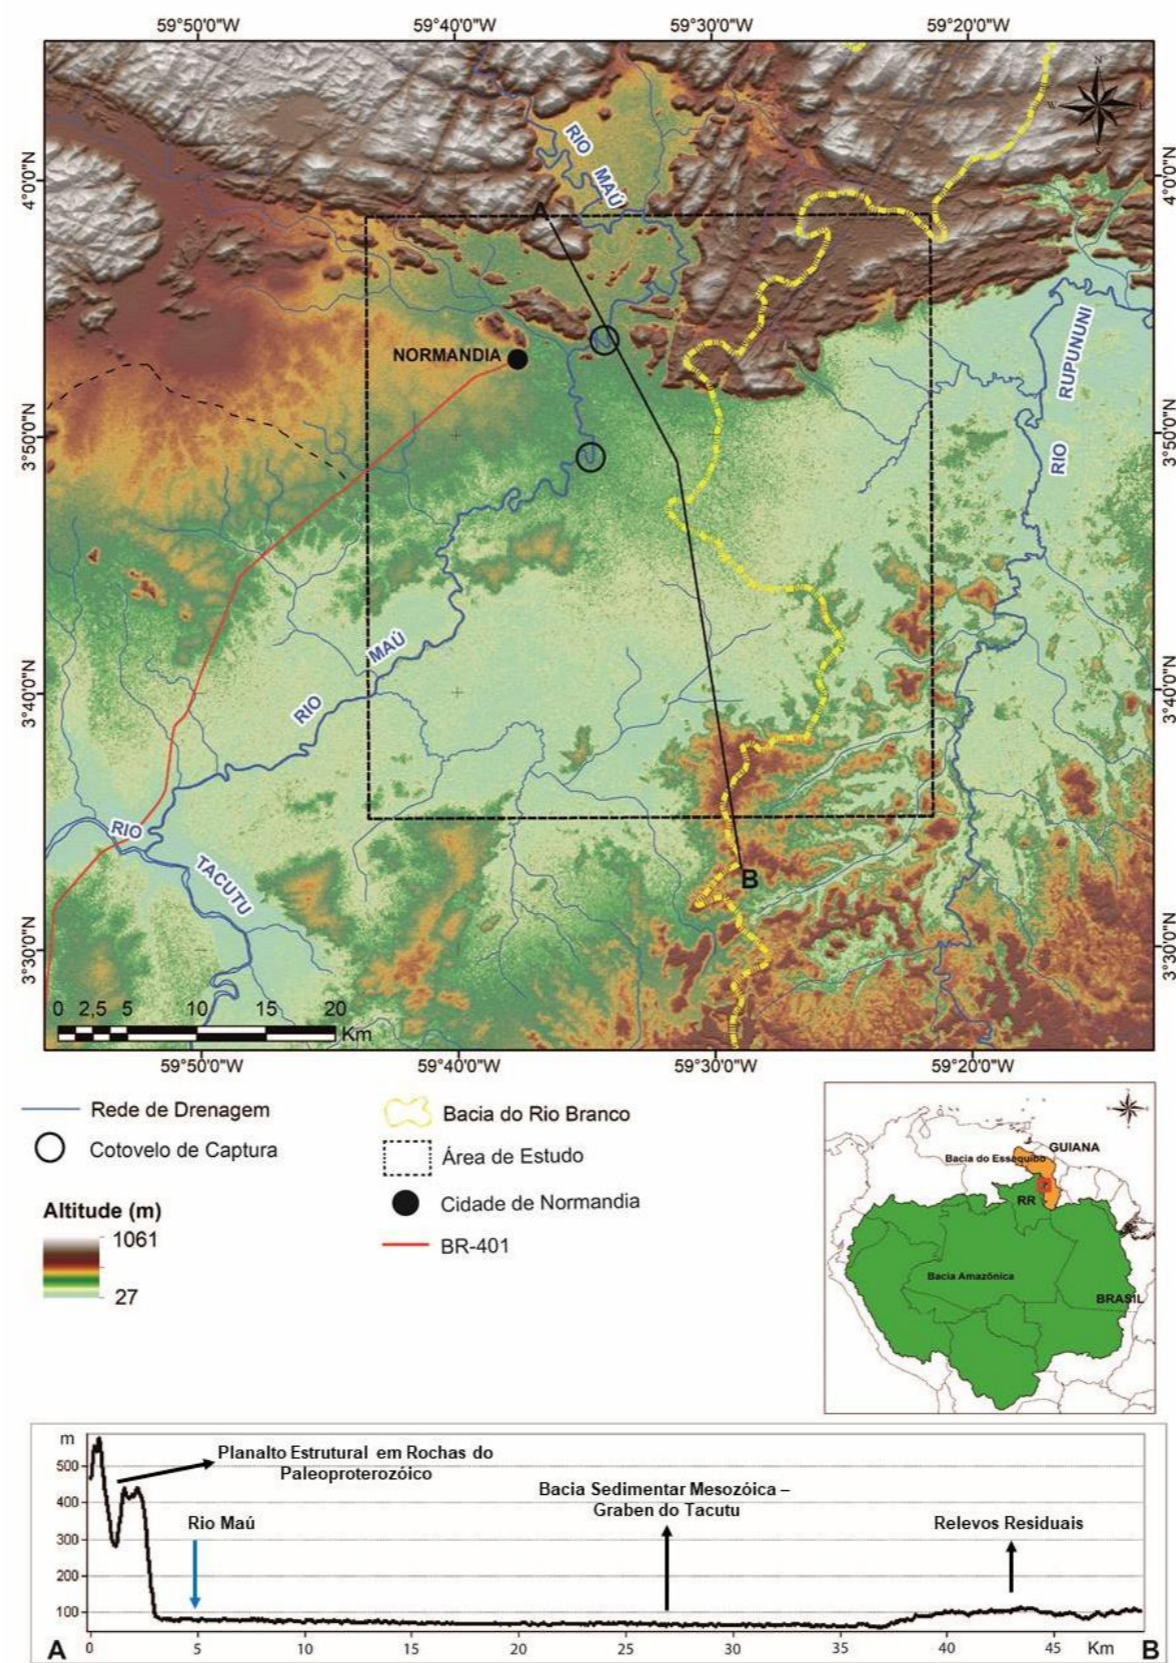 59°50'0"W 59°40'0"W 59°30'0"W 59°20'0"W
N
W E
S
4°0'0"N
4°0'0"N
RIO
MAÚ
A
NORMANDIA
RUPUNUNI
RIO
3°50'0"N
3°50'0"N
MAÚ
RIO
3°40'0"N
3°40'0"N
RIO
TACUTU
B
3°30'0"N
3°30'0"N
0 2,5 5 10 15 20
Km
59°50'0"W 59°40'0"W 59°30'0"W 59°20'0"W
Rede de Drenagem
Cotovelo de Captura
Altitude (m)
1061
27
Bacia do Rio Branco
Área de Estudo
Cidade de Normandia
BR-401
GUIANA
Bacia do Essequibo
RR
Bacia Amazônica
BRASIL
m
500
400
300
200
100
Planalto Estrutural em Rochas do
Paleoproterozóico
Rio Maú
Bacia Sedimentar Mesozóica –
Graben do Tacutu
Relevos Residuais
A 0 5 10 15 20 25 30 35 40 45 Km B